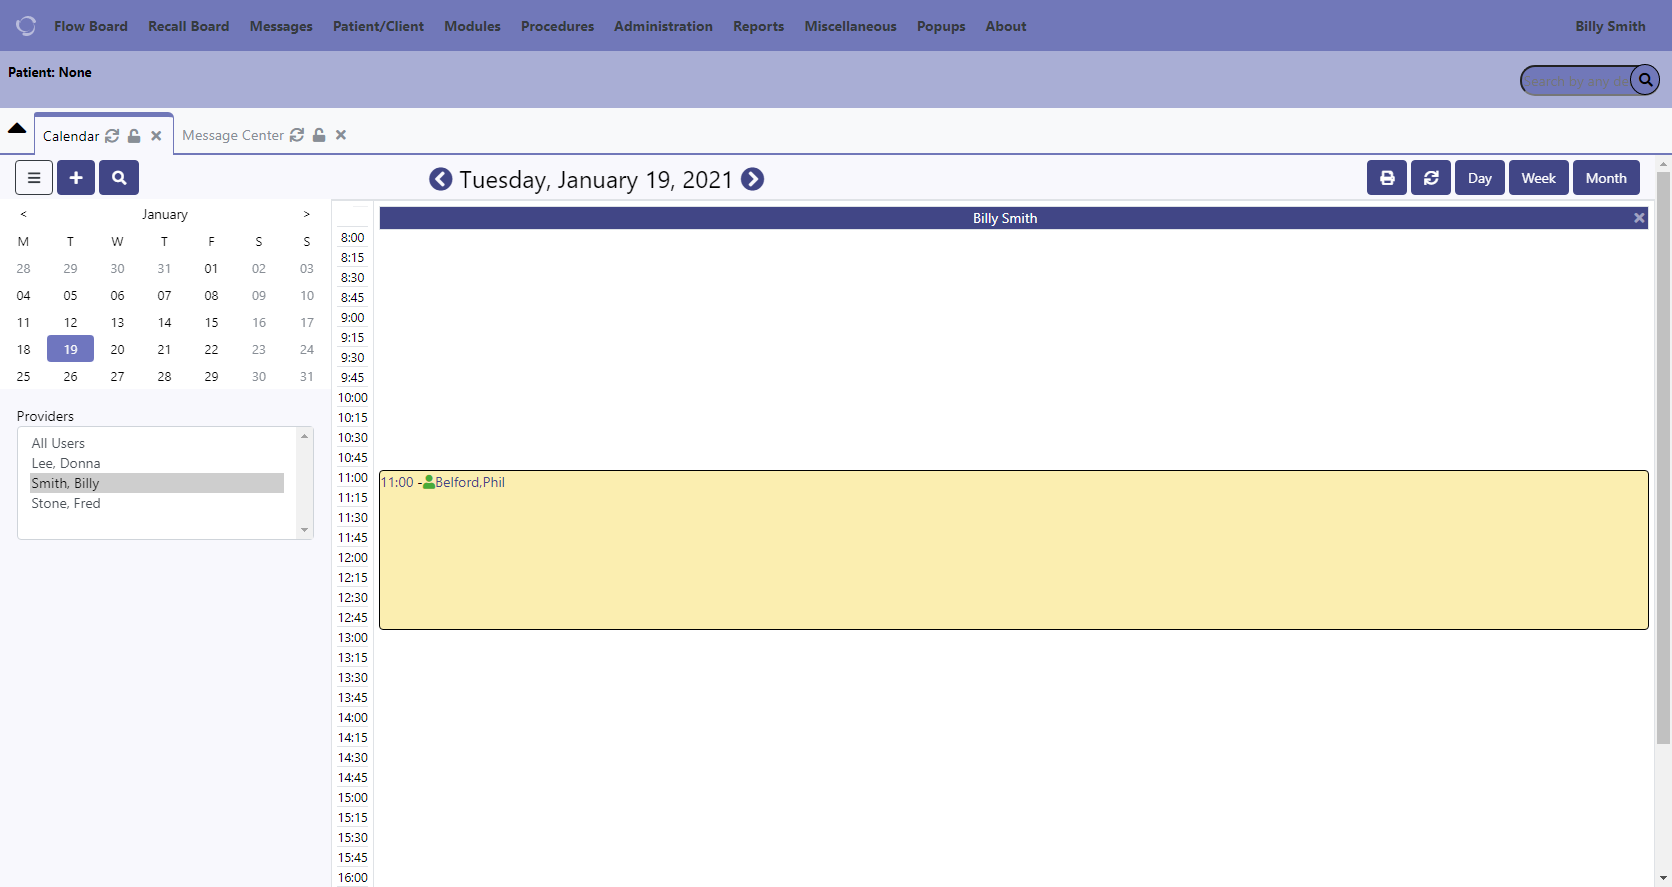 Flow Board Recall Board Messages Patient/Client Modules Procedures Administration Reports Miscellaneous Popups About Billy Smith
Patient: None
Search by any de
Calendar Message Center
Tuesday, January 19, 2021
Day Week Month
< January >
M T W T F S S
28 29 30 31 01 02 03
04 05 06 07 08 09 10
11 12 13 14 15 16 17
18 19 20 21 22 23 24
25 26 27 28 29 30 31
Providers
All Users
Lee, Donna
Smith, Billy
Stone, Fred
Billy Smith
8:00
8:15
8:30
8:45
9:00
9:15
9:30
9:45
10:00
10:15
10:30
10:45
11:00
11:15
11:30
11:45
12:00
12:15
12:30
12:45
13:00
13:15
13:30
13:45
14:00
14:15
14:30
14:45
15:00
15:15
15:30
15:45
16:00
11:00 -Belford,Phil